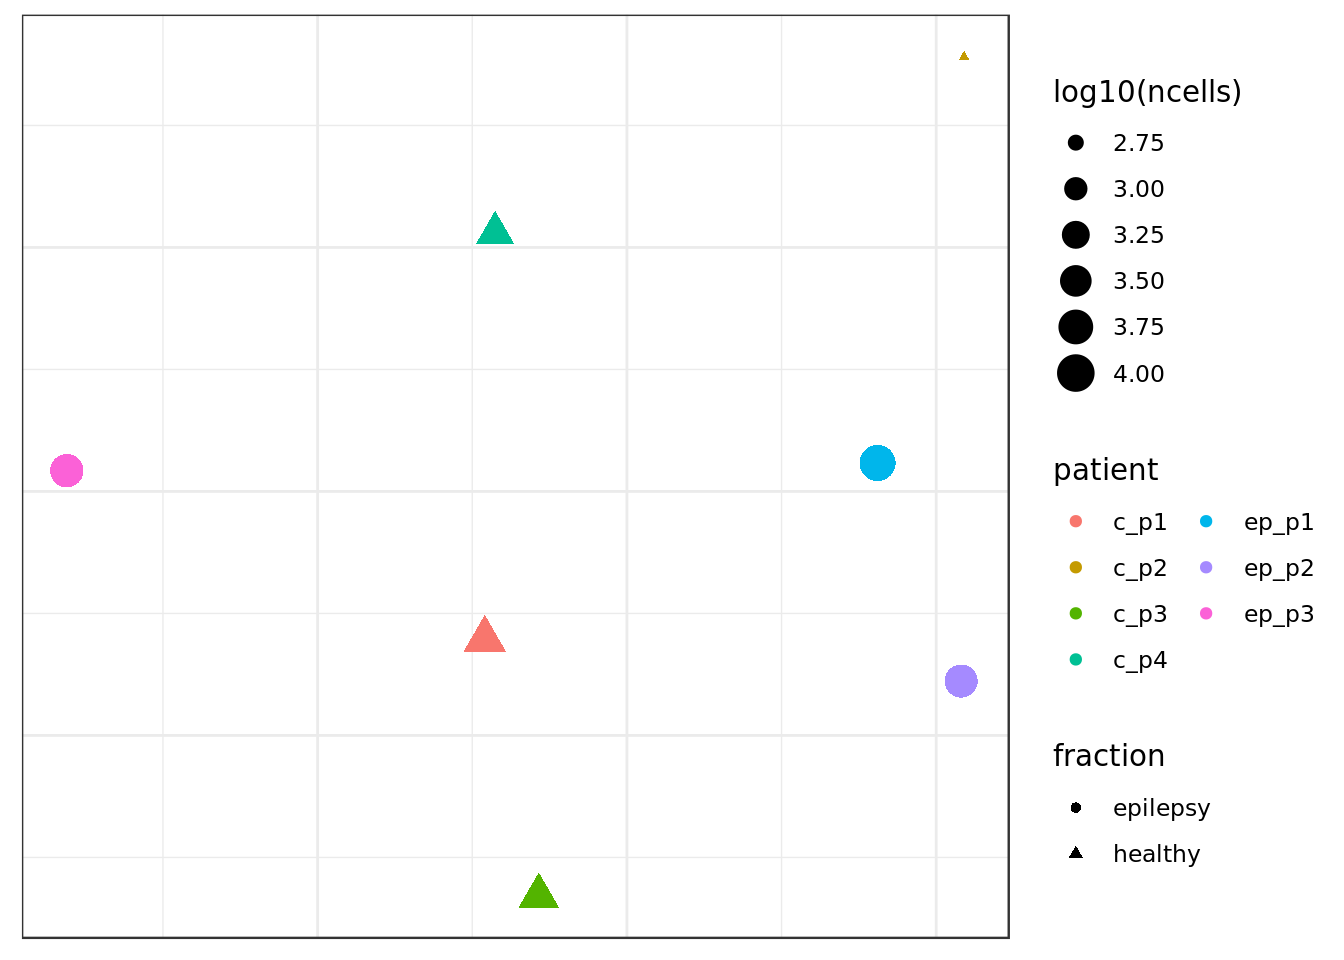 log10(ncells)
2.75
3.00
3.25
3.50
3.75
4.00
patient
c_p1 ep_p1
c_p2 ep_p2
c_p3 ep_p3
c_p4
fraction
epilepsy
healthy